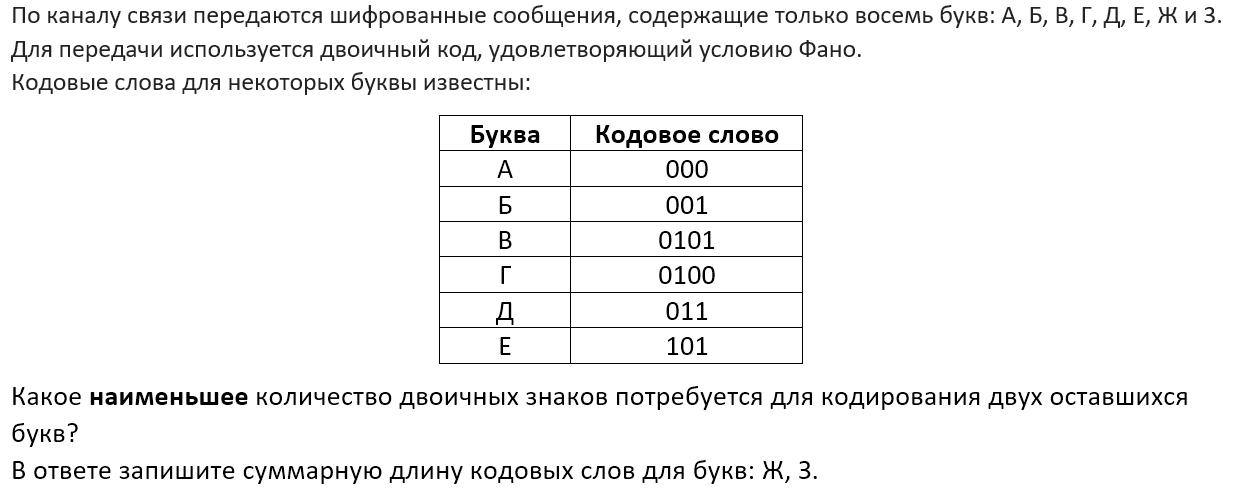 По каналу связи передаются шифрованные сообщения, содержащие только восемь букв: А, Б, В, Г, Д, Е, Ж и З.
Для передачи используется двоичный код, удовлетворяющий условию Фано.
Кодовые слова для некоторых буквы известны:
Буква Кодовое слово
А 000
Б 001
В 0101
Г 0100
Д 011
Е 101
Какое наименьшее количество двоичных знаков потребуется для кодирования двух оставшихся
букв?
В ответе запишите суммарную длину кодовых слов для букв: Ж, З.